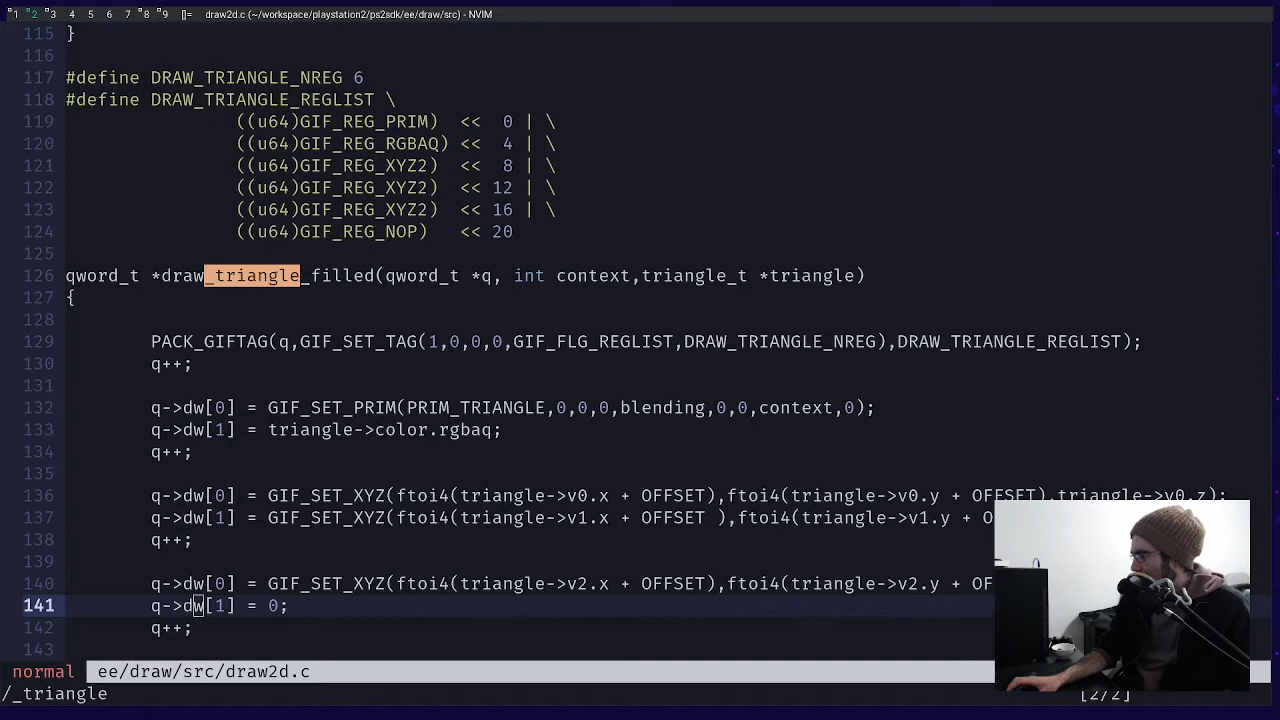 1 2 3 4 5 6 7 8 9 []= draw2d.c (~/workspace/playstation2/ps2sdk/ee/draw/src) - NVIM
115 }
116
117 #define DRAW_TRIANGLE_NREG 6
118 #define DRAW_TRIANGLE_REGLIST \
119 ((u64)GIF_REG_PRIM) << 0 | \
120 ((u64)GIF_REG_RGBAQ) << 4 | \
121 ((u64)GIF_REG_XYZ2) << 8 | \
122 ((u64)GIF_REG_XYZ2) << 12 | \
123 ((u64)GIF_REG_XYZ2) << 16 | \
124 ((u64)GIF_REG_NOP) << 20
125
126 qword_t *draw_triangle_filled(qword_t *q, int context,triangle_t *triangle)
127 {
128
129 PACK_GIFTAG(q,GIF_SET_TAG(1,0,0,0,GIF_FLG_REGLIST,DRAW_TRIANGLE_NREG),DRAW_TRIANGLE_REGLIST);
130 q++;
131
132 q->dw[0] = GIF_SET_PRIM(PRIM_TRIANGLE,0,0,0,blending,0,0,context,0);
133 q->dw[1] = triangle->color.rgbaq;
134 q++;
135
136 q->dw[0] = GIF_SET_XYZ(ftoi4(triangle->v0.x + OFFSET),ftoi4(triangle->v0.y + OFFSET),triangle->v0.z);
137 q->dw[1] = GIF_SET_XYZ(ftoi4(triangle->v1.x + OFFSET ),ftoi4(triangle->v1.y + O
138 q++;
139
140 q->dw[0] = GIF_SET_XYZ(ftoi4(triangle->v2.x + OFFSET),ftoi4(triangle->v2.y + OF
141 q->dw[1] = 0;
142 q++;
143
normal ee/draw/src/draw2d.c
/_triangle [2/2]